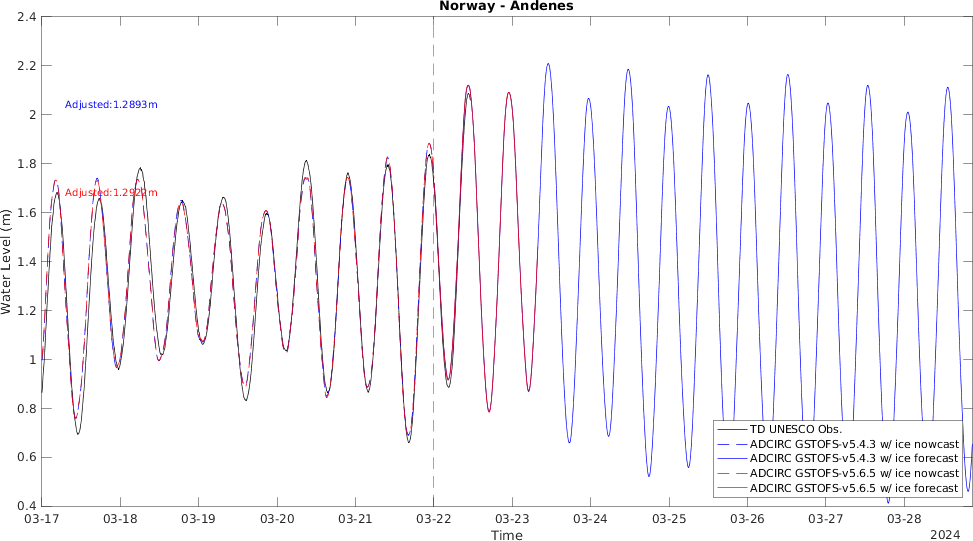 Norway - Andenes
2.4
2.2
2
1.8
1.6
1.4
1.2
1
0.8
0.6
0.4
Water Level (m)
Adjusted:1.2893m
Adjusted:1.2922m
TD UNESCO Obs.
ADCIRC GSTOFS-v5.4.3 w/ ice nowcast
ADCIRC GSTOFS-v5.4.3 w/ ice forecast
ADCIRC GSTOFS-v5.6.5 w/ ice nowcast
ADCIRC GSTOFS-v5.6.5 w/ ice forecast
03-17 03-18 03-19 03-20 03-21 03-22 03-23 03-24 03-25 03-26 03-27 03-28
Time
2024